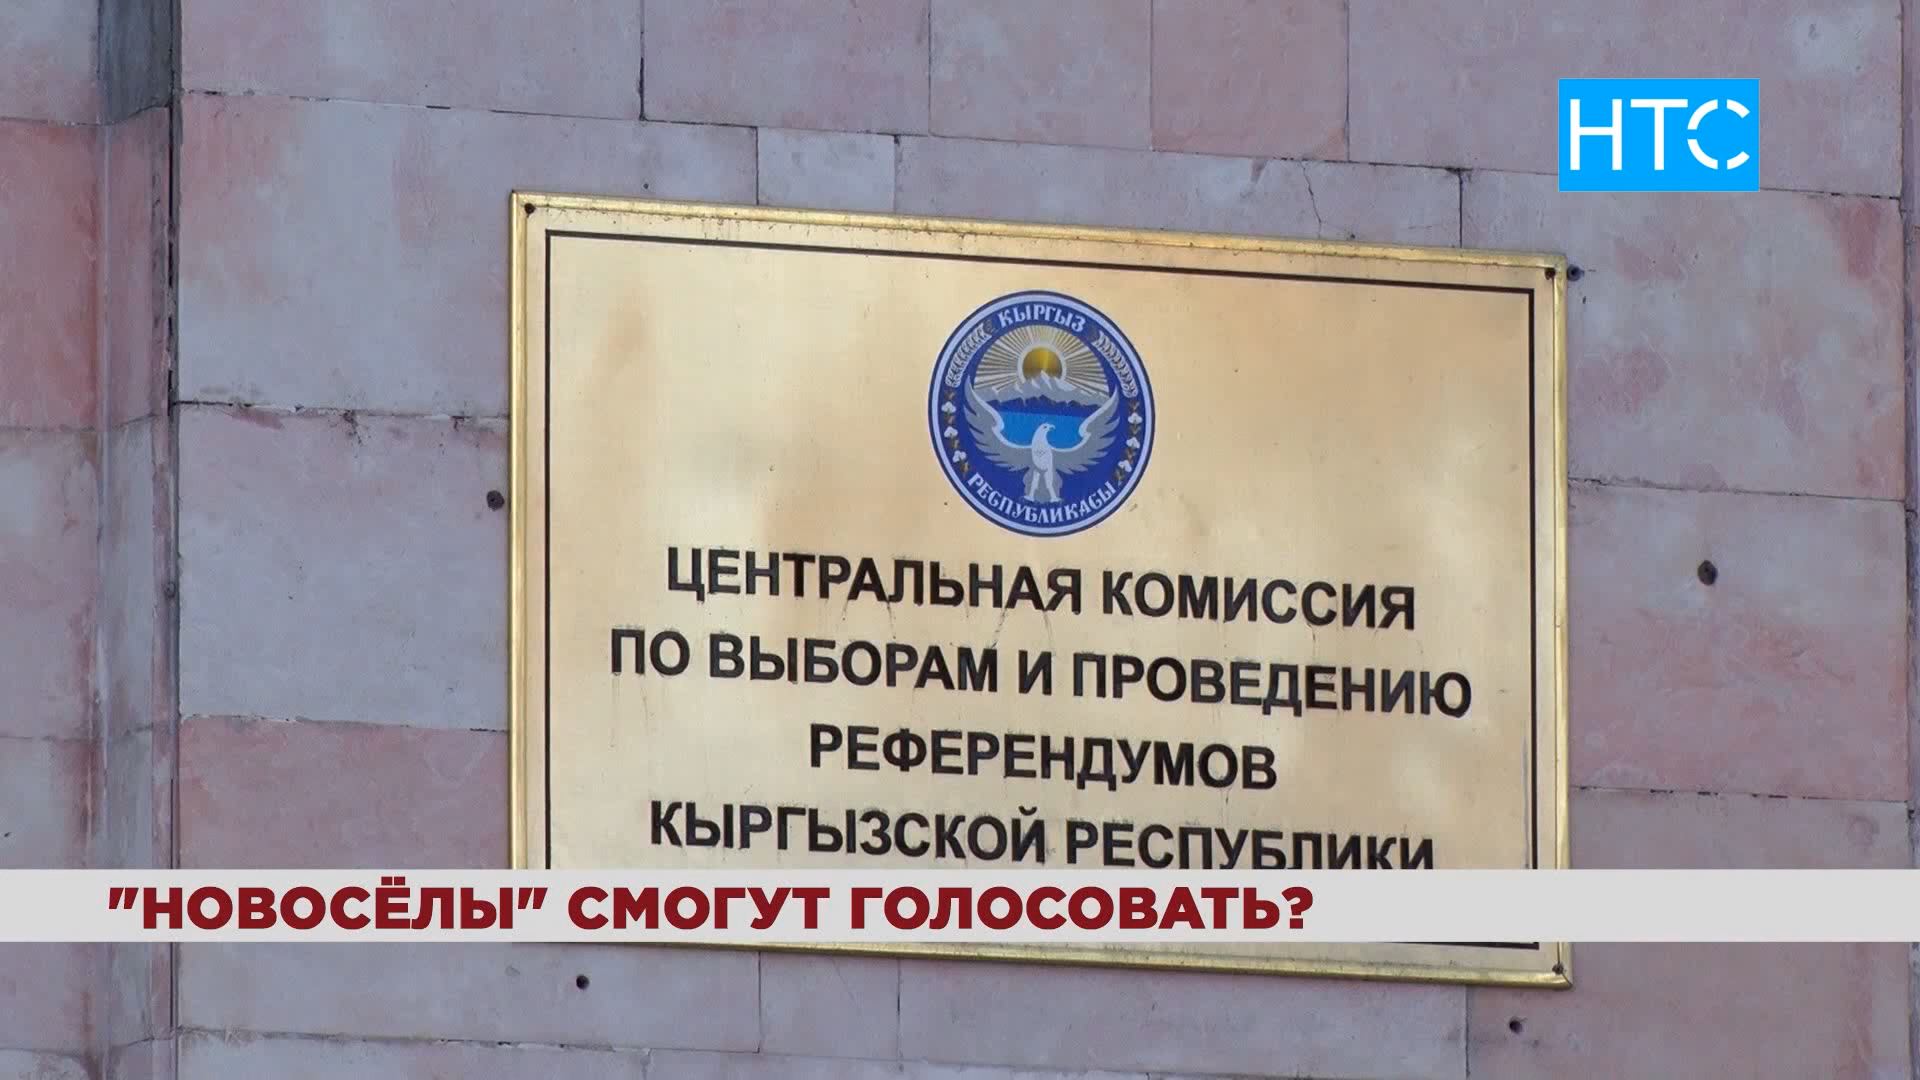 НТС
КЫРГЫЗ
РЕСПУБЛИКАСЫ
ЦЕНТРАЛЬНАЯ КОМИССИЯ
ПО ВЫБОРАМ И ПРОВЕДЕНИЮ
РЕФЕРЕНДУМОВ
КЫРГЫЗСКОЙ РЕСПУБЛИКИ
"НОВОСЁЛЫ" СМОГУТ ГОЛОСОВАТЬ?